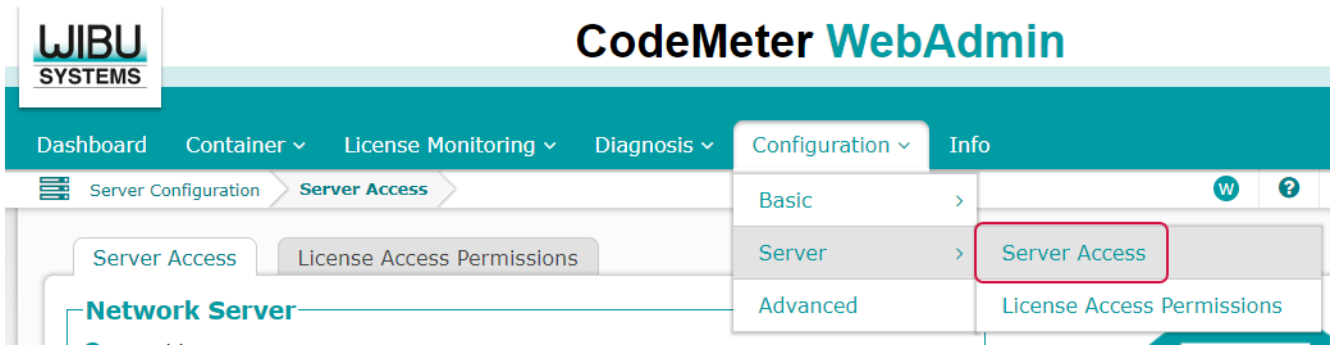 WIBU
SYSTEMS
CodeMeter WebAdmin
Dashboard Container License Monitoring Diagnosis Configuration Info
Server Configuration Server Access
W ?
Basic
Server Access License Access Permissions
Server
Server Access
Network Server
Advanced
License Access Permissions